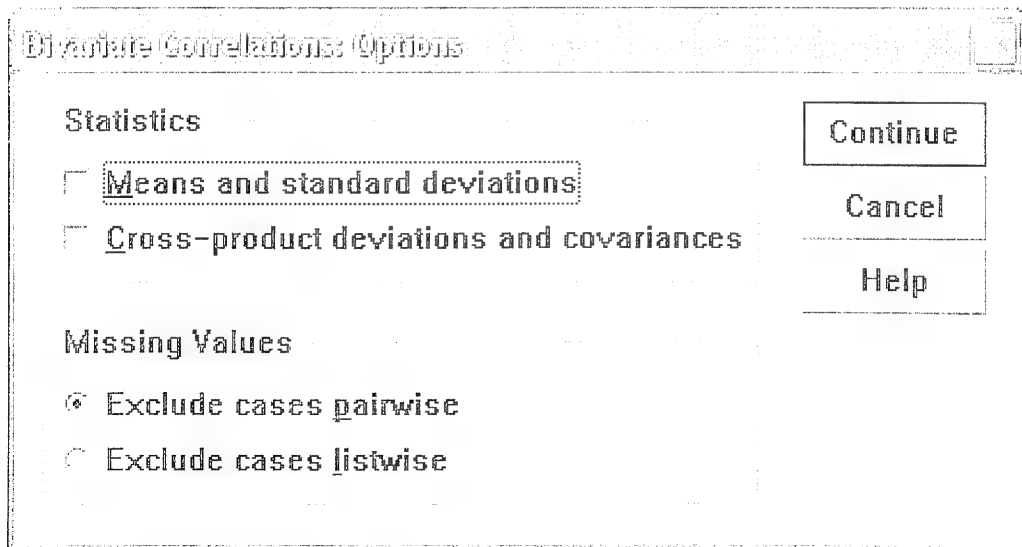 Bivariate Correlations: Options
Statistics
Means and standard deviations
Cross-product deviations and covariances
Missing Values
Exclude cases pairwise
Exclude cases listwise
Continue
Cancel
Help